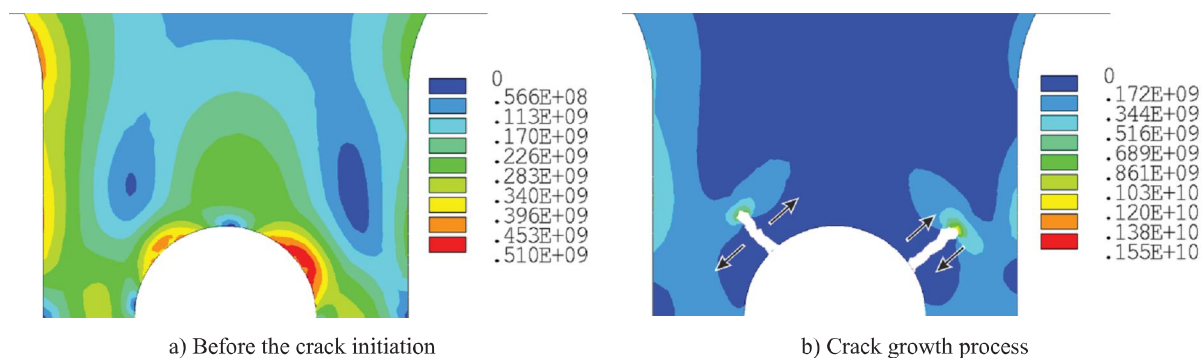 0
.566E+08
.113E+09
.170E+09
.226E+09
.283E+09
.340E+09
.396E+09
.453E+09
.510E+09
0
.172E+09
.344E+09
.516E+09
.689E+09
.861E+09
.103E+10
.120E+10
.138E+10
.155E+10
a) Before the crack initiation
b) Crack growth process